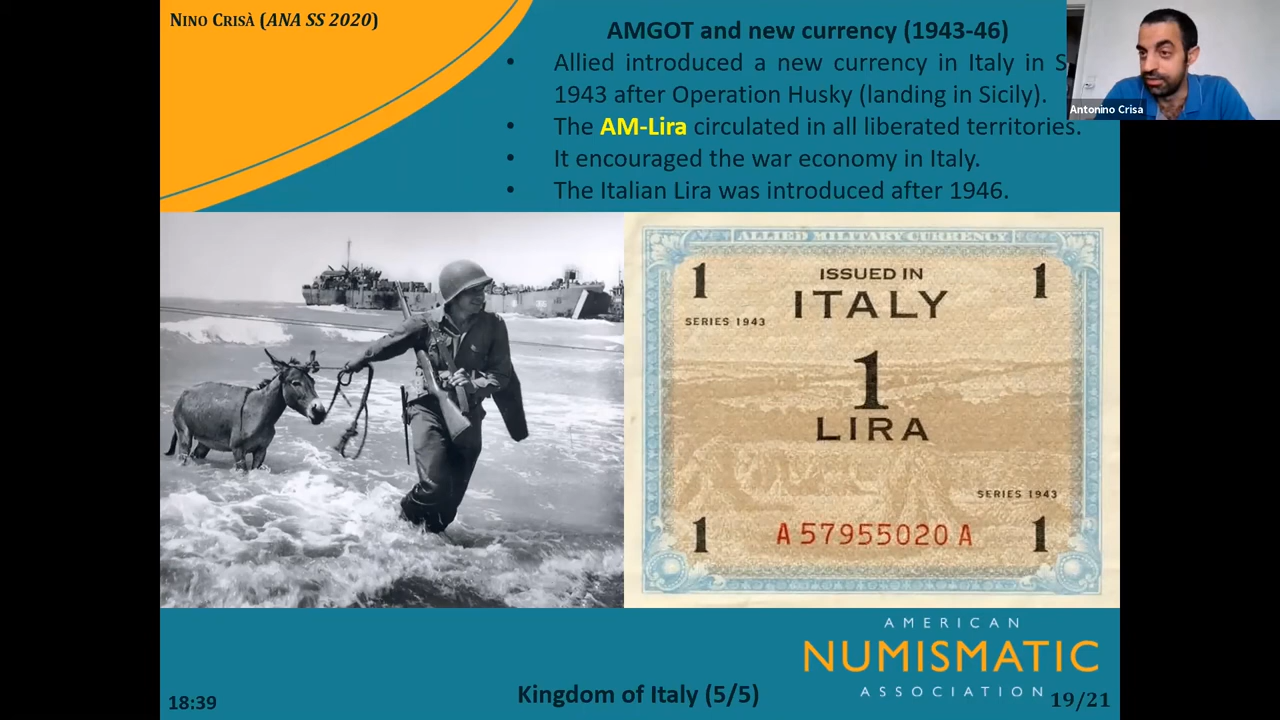 NINO CRISÀ (ANA SS 2020)
AMGOT and new currency (1943-46)
• Allied introduced a new currency in Italy in S
1943 after Operation Husky (landing in Sicily).
• The AM-Lira circulated in all liberated territories.
• It encouraged the war economy in Italy.
• The Italian Lira was introduced after 1946.
Antonino Crisa
ALLIED MILITARY CURRENCY
1 ISSUED IN 1
ITALY
SERIES 1943
1
LIRA
SERIES 1943
1 A 57955020 A 1
AMERICAN
NUMISMATIC
ASSOCIATION
18:39
Kingdom of Italy (5/5)
19/21